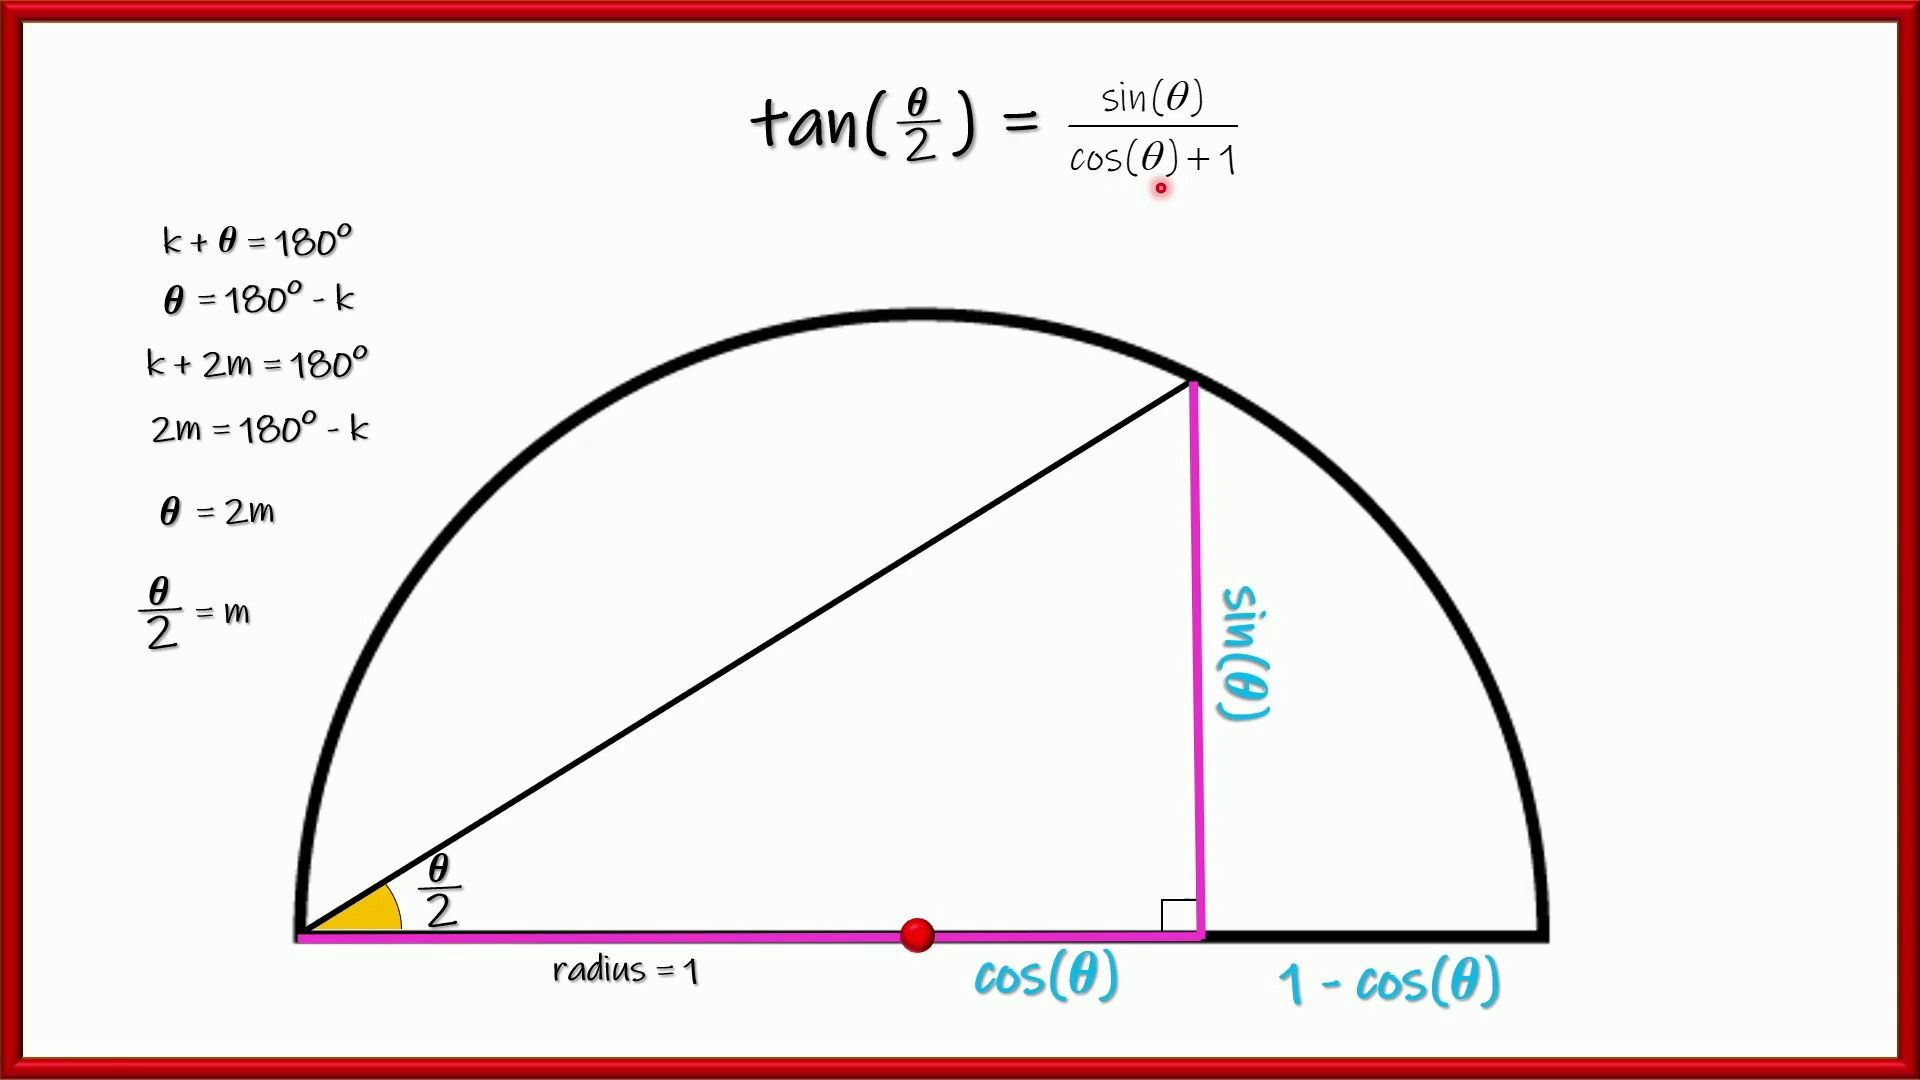 tan(θ/2) = sin(θ)/(cos(θ)+1)
k + θ = 180°
θ = 180° - k
k + 2m = 180°
2m = 180° - k
θ = 2m
θ/2 = m
sin(θ)
θ/2
radius = 1
cos(θ)
1 - cos(θ)